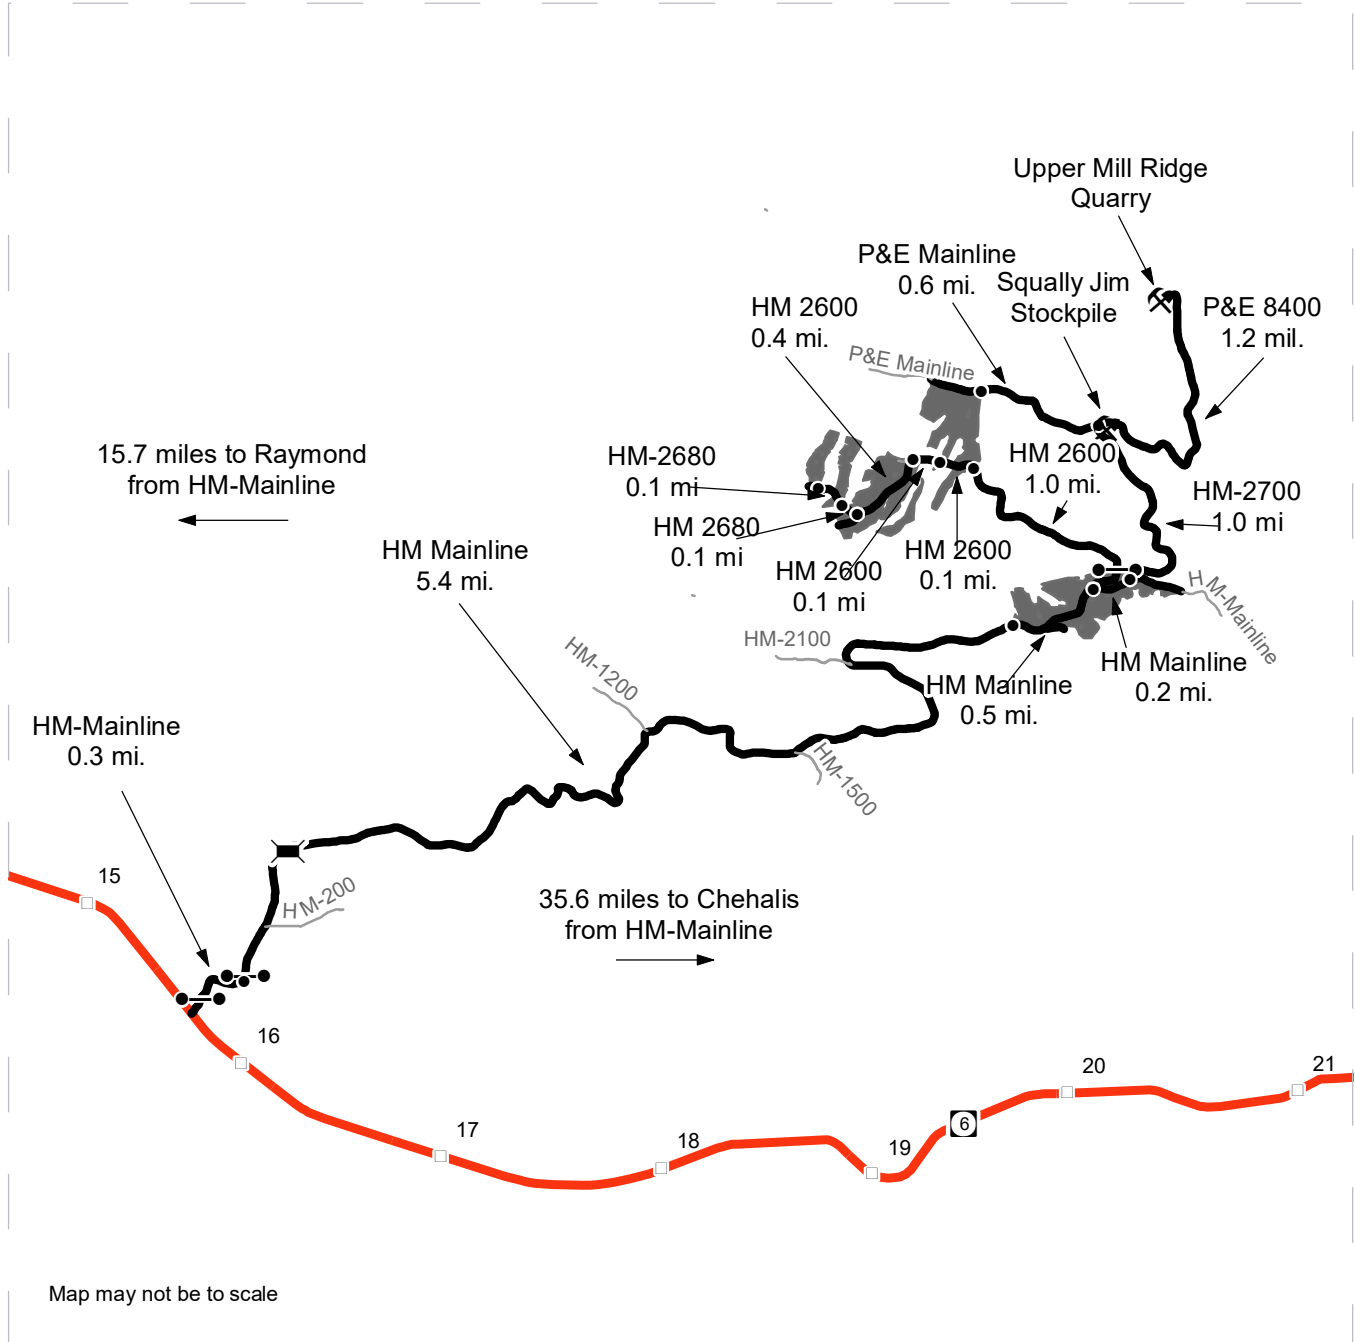 Upper Mill Ridge
Quarry
P&E Mainline
0.6 mi.
Squally Jim
Stockpile
HM 2600
0.4 mi.
P&E 8400
1.2 mil.
P&E Mainline
15.7 miles to Raymond
from HM-Mainline
HM-2680
0.1 mi
HM 2600
1.0 mi.
HM-2700
1.0 mi
HM 2680
0.1 mi
HM 2600
0.1 mi
HM 2600
0.1 mi.
HM Mainline
5.4 mi.
HM-Mainline
HM-2100
HM-1200
HM Mainline
0.2 mi.
HM Mainline
0.5 mi.
HM-Mainline
0.3 mi.
HM-1500
15
HM-200
35.6 miles to Chehalis
from HM-Mainline
16
17
18
19
6
20
21
Map may not be to scale